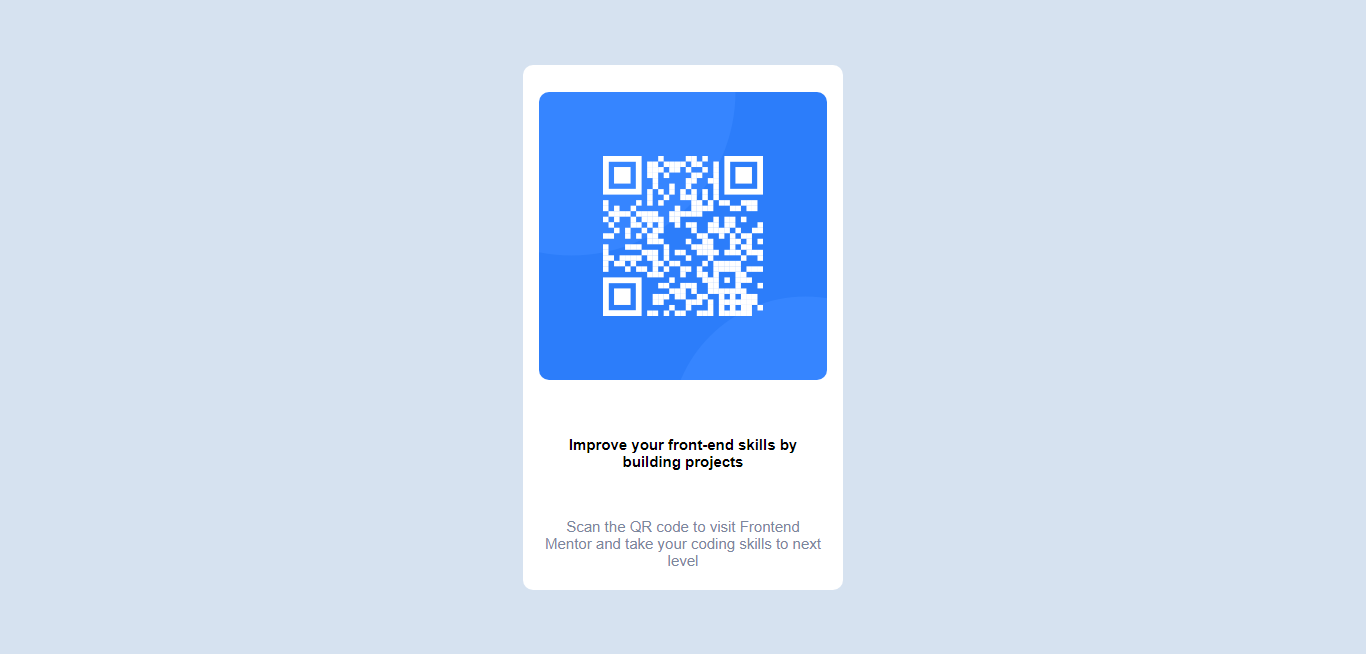 Improve your front-end skills by
building projects
Scan the QR code to visit Frontend
Mentor and take your coding skills to next
level